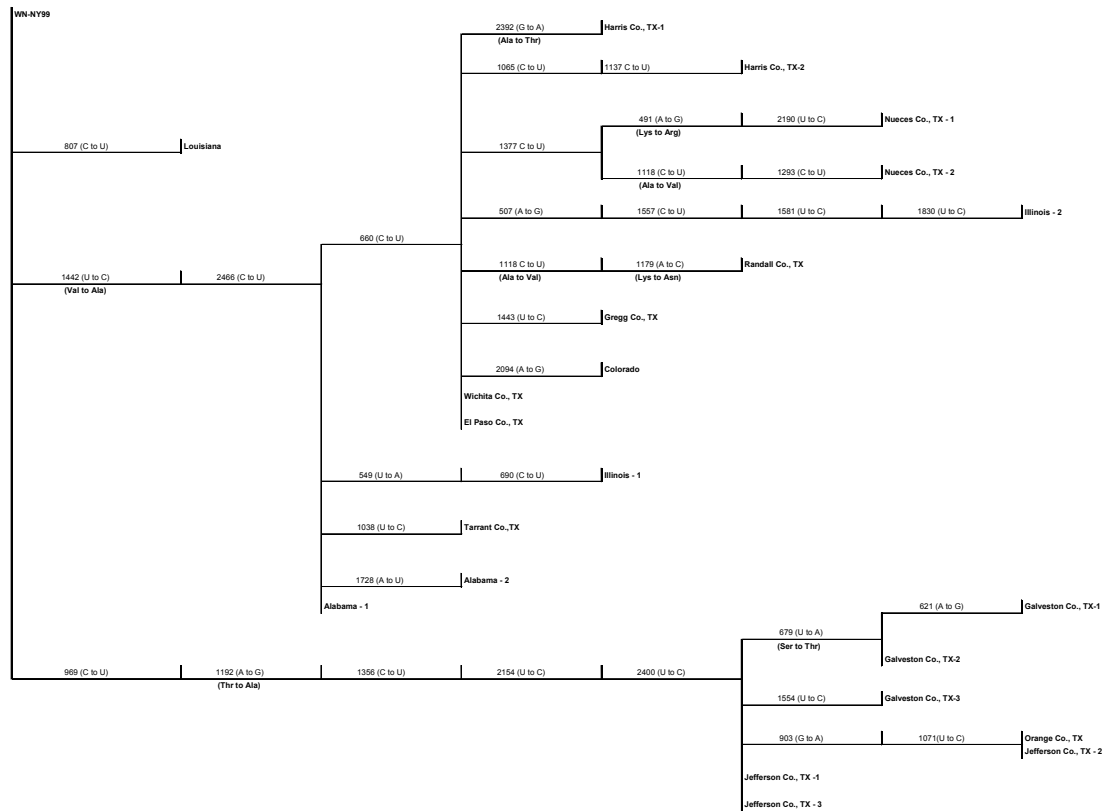 WN-NY99
2392 (G to A) Harris Co., TX-1
(Ala to Thr)
1065 (C to U) 1137 C to U) Harris Co., TX-2
491 (A to G) 2190 (U to C) Nueces Co., TX - 1
(Lys to Arg)
807 (C to U) Louisiana 1377 C to U)
1118 (C to U) 1293 (C to U) Nueces Co., TX - 2
(Ala to Val)
507 (A to G) 1557 (C to U) 1581 (U to C) 1830 (U to C) Illinois - 2
660 (C to U)
1118 C to U) 1179 (A to C) Randall Co., TX
1442 (U to C) 2466 (C to U) (Ala to Val) (Lys to Asn)
(Val to Ala)
1443 (U to C) Gregg Co., TX
2094 (A to G) Colorado
Wichita Co., TX
El Paso Co., TX
549 (U to A) 690 (C to U) Illinois - 1
1038 (U to C) Tarrant Co.,TX
1728 (A to U) Alabama - 2
Alabama - 1 621 (A to G) Galveston Co., TX-1
679 (U to A)
(Ser to Thr)
Galveston Co., TX-2
969 (C to U) 1192 (A to G) 1356 (C to U) 2154 (U to C) 2400 (U to C)
(Thr to Ala)
1554 (U to C) Galveston Co., TX-3
903 (G to A) 1071(U to C) Orange Co., TX
Jefferson Co., TX - 2
Jefferson Co., TX -1
Jefferson Co., TX - 3